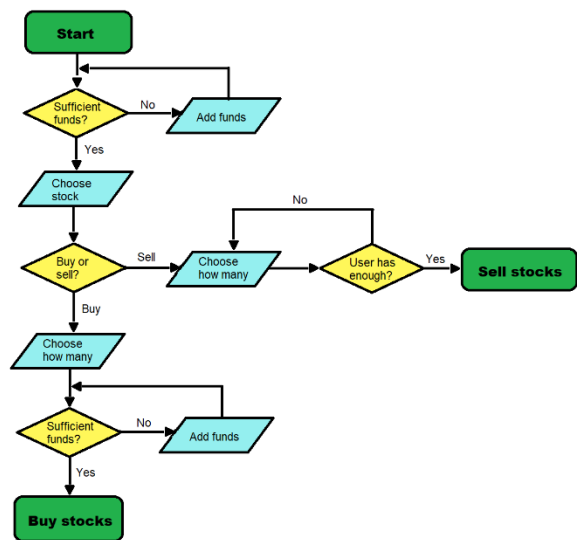 Start
Sufficient
funds?
No
Add funds
Yes
Choose
stock
No
Buy or
sell?
Sell
Choose
how many
User has
enough?
Yes
Sell stocks
Buy
Choose
how many
Sufficient
funds?
No
Add funds
Yes
Buy stocks